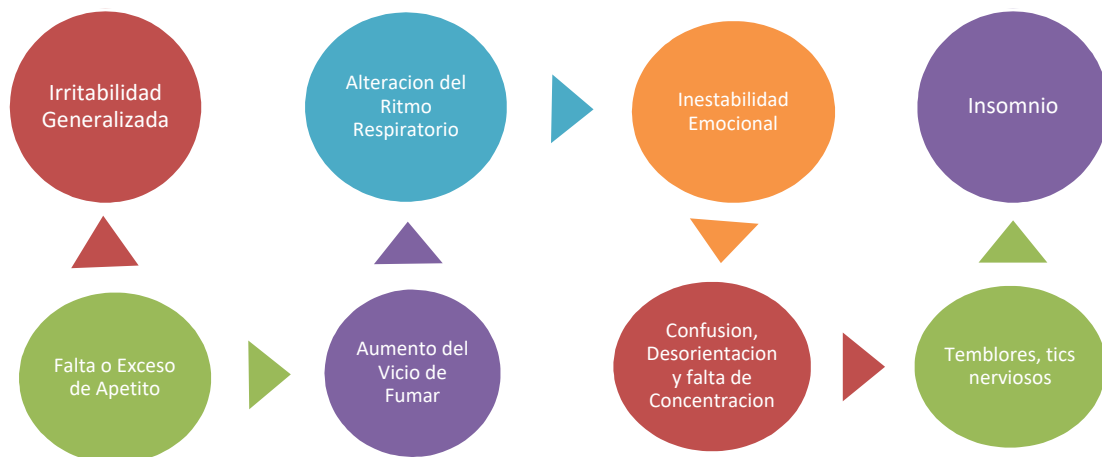 Irritabilidad
Generalizada
Alteracion del
Ritmo
Respiratorio
Inestabilidad
Emocional
Insomnio
Falta o Exceso
de Apetito
Aumento del
Vicio de
Fumar
Confusion,
Desorientacion
y falta de
Concentracion
Temblores, tics
nerviosos